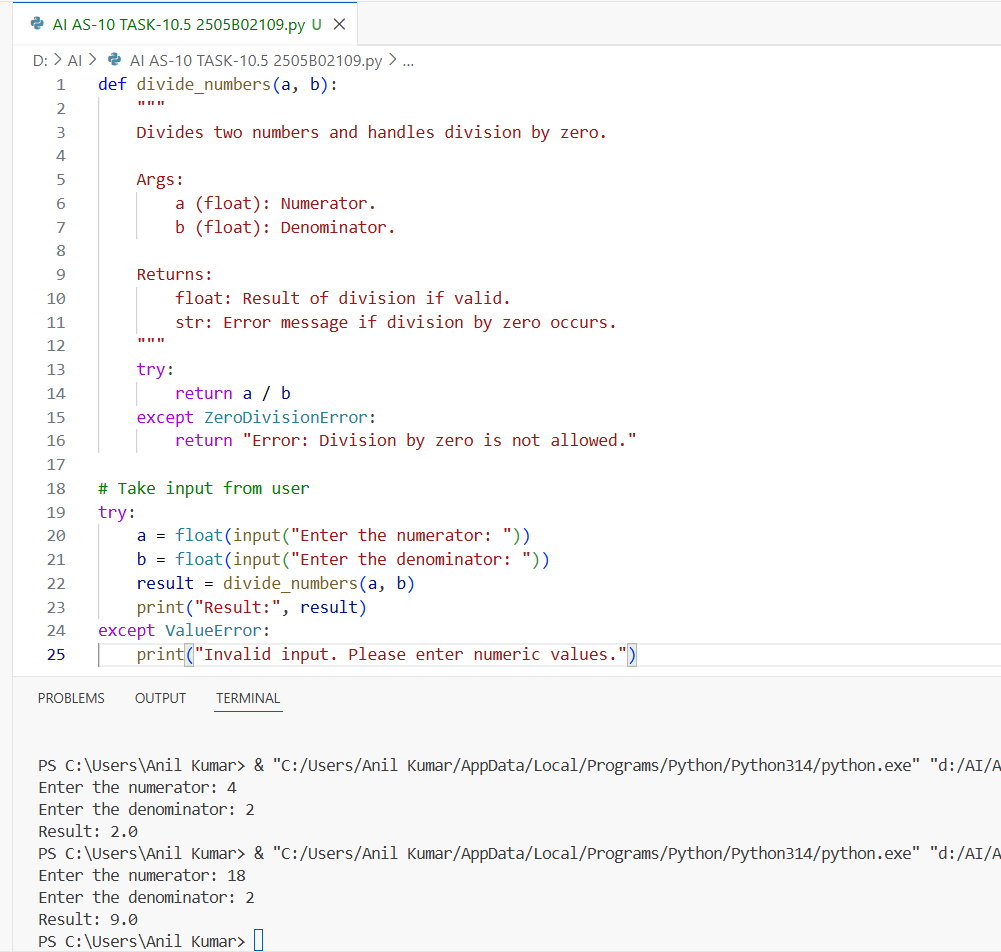 AI AS-10 TASK-10.5 2505B02109.py U
D: > AI > AI AS-10 TASK-10.5 2505B02109.py > ...
1 def divide_numbers(a, b):
2     """
3     Divides two numbers and handles division by zero.
4
5     Args:
6         a (float): Numerator.
7         b (float): Denominator.
8
9     Returns:
10         float: Result of division if valid.
11         str: Error message if division by zero occurs.
12     """
13     try:
14         return a / b
15     except ZeroDivisionError:
16         return "Error: Division by zero is not allowed."
17
18 # Take input from user
19 try:
20     a = float(input("Enter the numerator: "))
21     b = float(input("Enter the denominator: "))
22     result = divide_numbers(a, b)
23     print("Result:", result)
24 except ValueError:
25     print("Invalid input. Please enter numeric values.")
PROBLEMS OUTPUT TERMINAL
PS C:\Users\Anil Kumar> & "C:/Users/Anil Kumar/AppData/Local/Programs/Python/Python314/python.exe" "d:/AI/A
Enter the numerator: 4
Enter the denominator: 2
Result: 2.0
PS C:\Users\Anil Kumar> & "C:/Users/Anil Kumar/AppData/Local/Programs/Python/Python314/python.exe" "d:/AI/A
Enter the numerator: 18
Enter the denominator: 2
Result: 9.0
PS C:\Users\Anil Kumar>